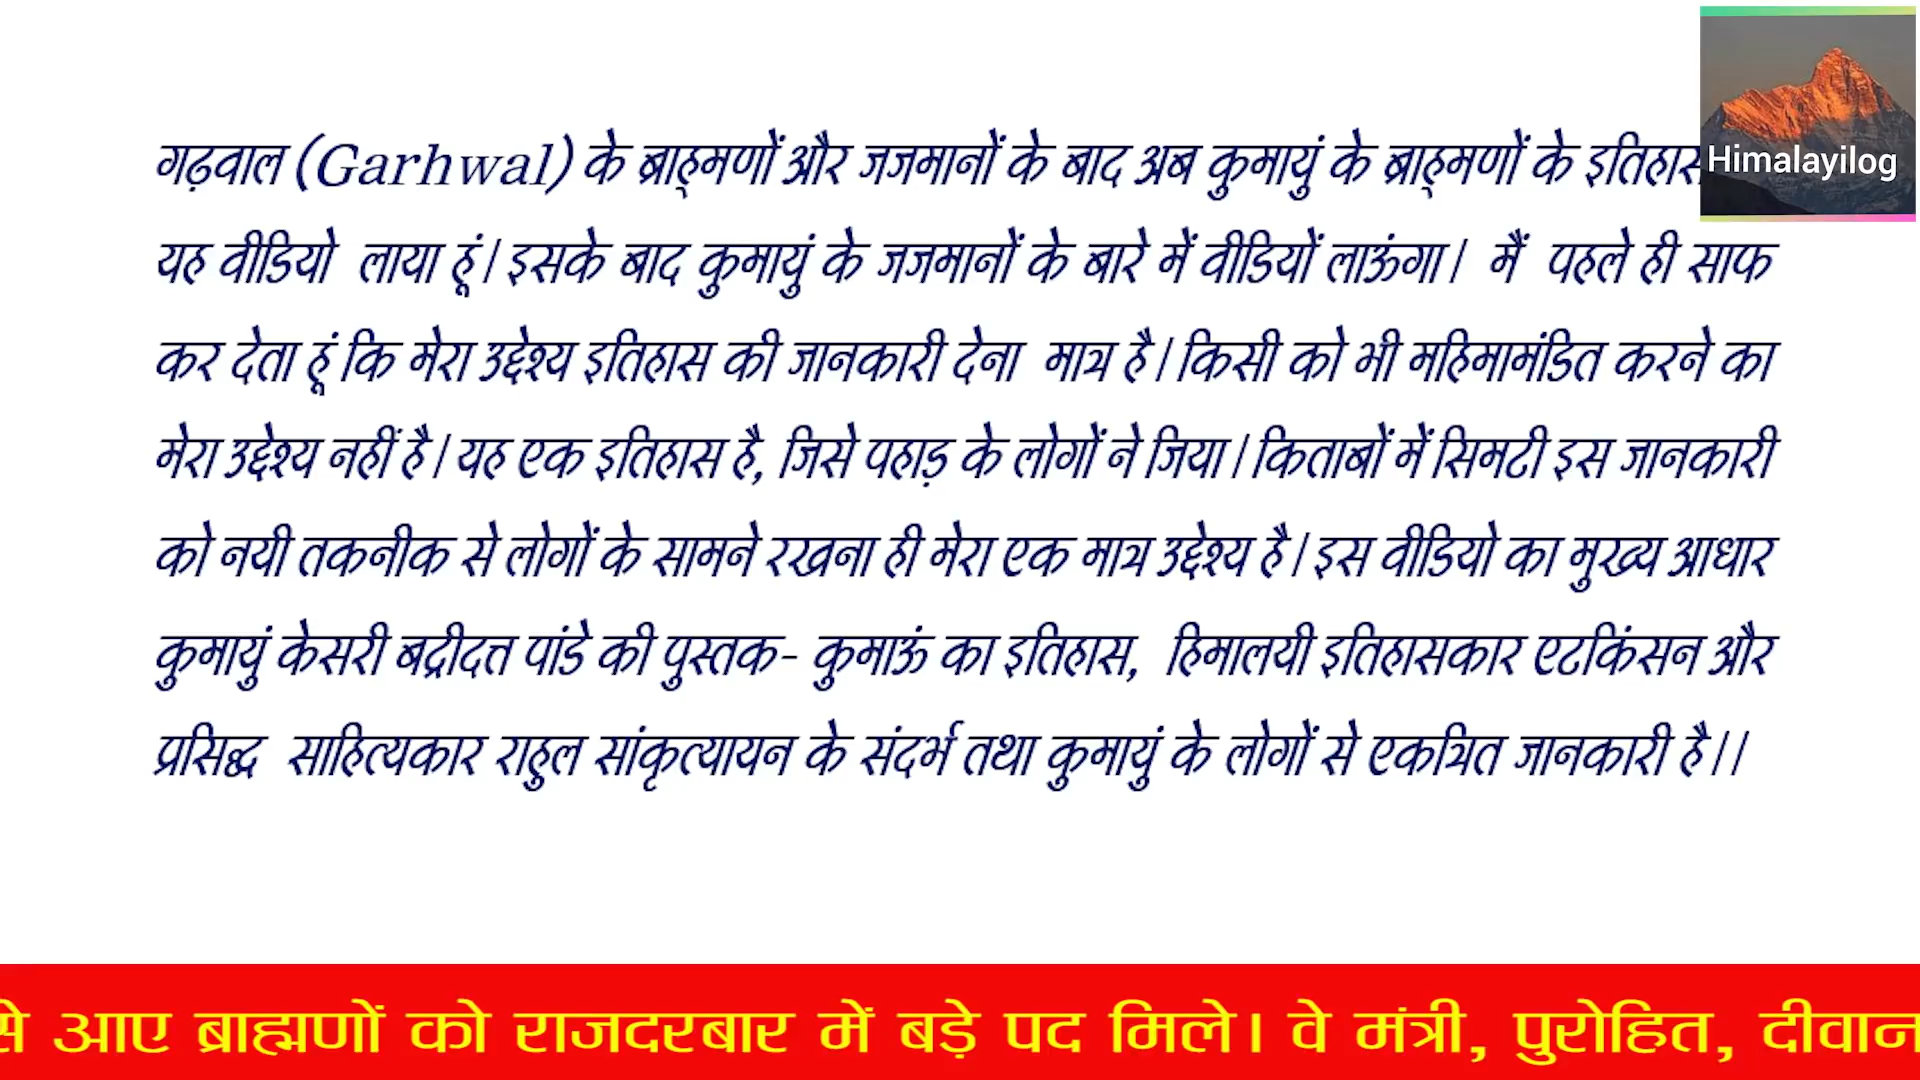 गढ़वाल (Garhwal) के ब्राह्मणों और जजमानों के बाद अब कुमायुं के ब्राह्मणों के इतिहास
Himalayilog
यह वीडियो लाया हूं। इसके बाद कुमायुं के जजमानों के बारे में वीडियों लाऊंगा। मैं पहले ही साफ
कर देता हूं कि मेरा उद्देश्य इतिहास की जानकारी देना मात्र है। किसी को भी महिमामंडित करने का
मेरा उद्देश्य नहीं है। यह एक इतिहास है, जिसे पहाड़ के लोगों ने जिया। किताबों में सिमटी इस जानकारी
को नयी तकनीक से लोगों के सामने रखना ही मेरा एक मात्र उद्देश्य है। इस वीडियो का मुख्य आधार
कुमायुं केसरी बद्रीदत्त पांडे की पुस्तक- कुमाऊं का इतिहास, हिमालयी इतिहासकार एटकिंसन और
प्रसिद्ध साहित्यकार राहुल सांकृत्यायन के संदर्भ तथा कुमायुं के लोगों से एकत्रित जानकारी है।।
से आए ब्राह्मणों को राजदरबार में बड़े पद मिले। वे मंत्री, पुरोहित, दीवान